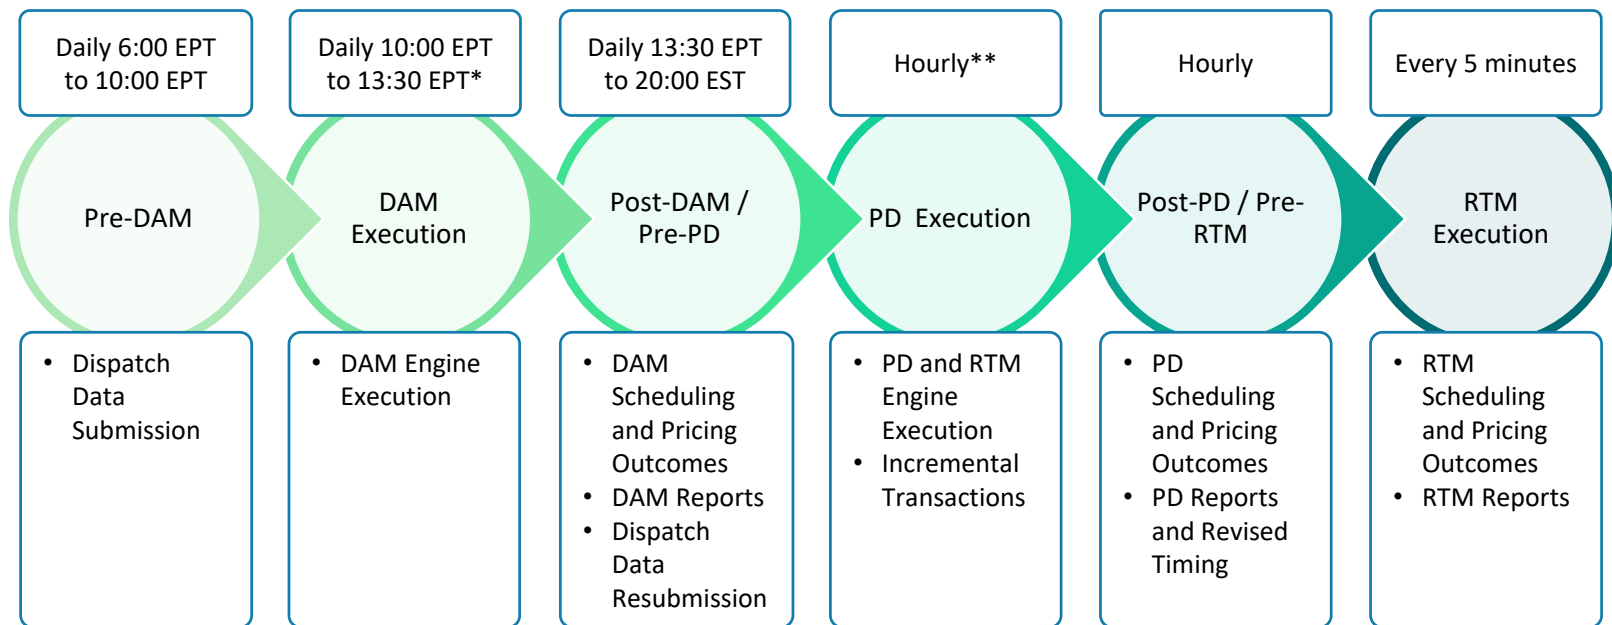 Daily 6:00 EPT
to 10:00 EPT
Daily 10:00 EPT
to 13:30 EPT*
Daily 13:30 EPT
to 20:00 EST
Hourly**
Hourly
Every 5 minutes
Pre-DAM
DAM
Execution
Post-DAM /
Pre-PD
PD Execution
Post-PD / Pre-
RTM
RTM
Execution
• Dispatch
Data
Submission
• DAM Engine
Execution
• DAM
Scheduling
and Pricing
Outcomes
• DAM Reports
• Dispatch
Data
Resubmission
• PD and RTM
Engine
Execution
• Incremental
Transactions
• PD
Scheduling
and Pricing
Outcomes
• PD Reports
and Revised
Timing
• RTM
Scheduling
and Pricing
Outcomes
• RTM Reports